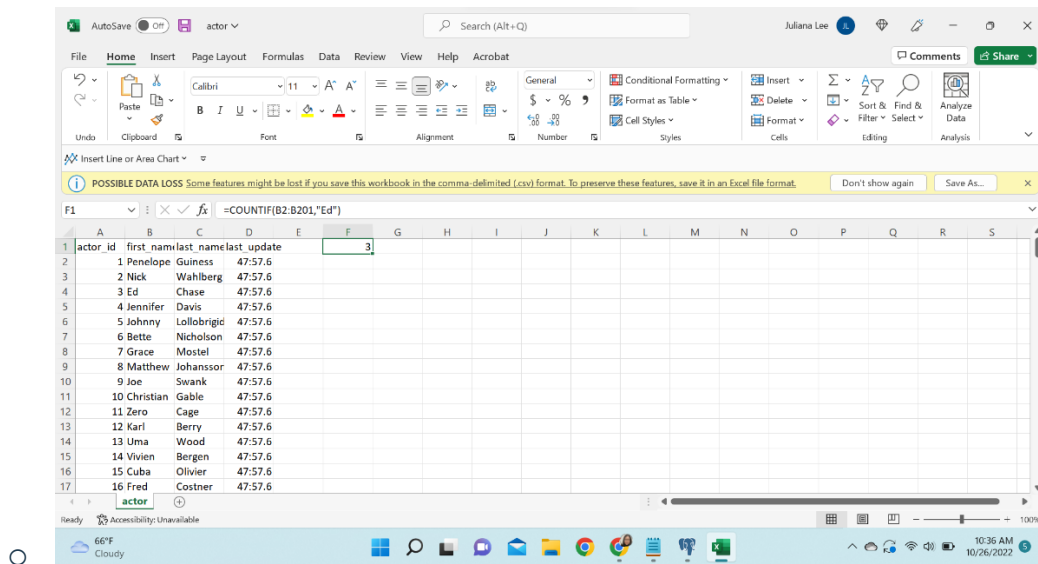 AutoSave Off actor Search (Alt+Q) Juliana Lee JL
File Home Insert Page Layout Formulas Data Review View Help Acrobat Comments Share
Calibri 11 A^ A˅ General Conditional Formatting Insert
Paste B I U A $ % 9 Format as Table Delete Sort & Find & Analyze
Cell Styles Format Filter Select Data
Undo Clipboard Font Alignment Number Styles Cells Editing Analysis
Insert Line or Area Chart
POSSIBLE DATA LOSS Some features might be lost if you save this workbook in the comma-delimited (.csv) format. To preserve these features, save it in an Excel file format. Don't show again Save As...
F1 fx =COUNTIF(B2:B201,"Ed")
A B C D E F G H I J K L M N O P Q R S
1 actor_id first_name last_name last_update 3
2 1 Penelope Guiness 47:57.6
3 2 Nick Wahlberg 47:57.6
4 3 Ed Chase 47:57.6
5 4 Jennifer Davis 47:57.6
6 5 Johnny Lollobrigid 47:57.6
7 6 Bette Nicholson 47:57.6
8 7 Grace Mostel 47:57.6
9 8 Matthew Johanssor 47:57.6
10 9 Joe Swank 47:57.6
11 10 Christian Gable 47:57.6
12 11 Zero Cage 47:57.6
13 12 Karl Berry 47:57.6
14 13 Uma Wood 47:57.6
15 14 Vivien Bergen 47:57.6
16 15 Cuba Olivier 47:57.6
17 16 Fred Costner 47:57.6
actor
Ready Accessibility: Unavailable 100%
66°F
Cloudy
10:36 AM
10/26/2022 5